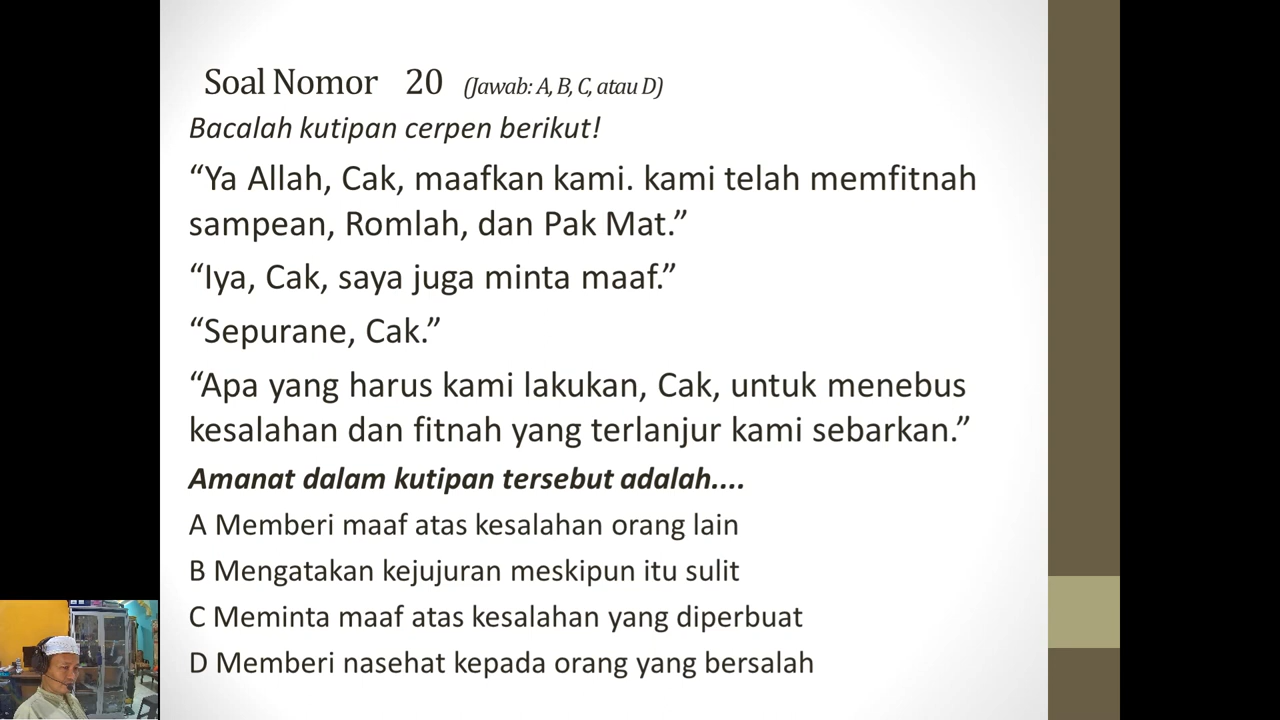 Soal Nomor 20 (Jawab: A, B, C, atau D)
Bacalah kutipan cerpen berikut!
“Ya Allah, Cak, maafkan kami. kami telah memfitnah
sampean, Romlah, dan Pak Mat.”
“Iya, Cak, saya juga minta maaf.”
“Sepurane, Cak.”
“Apa yang harus kami lakukan, Cak, untuk menebus
kesalahan dan fitnah yang terlanjur kami sebarkan.”
Amanat dalam kutipan tersebut adalah....
A Memberi maaf atas kesalahan orang lain
B Mengatakan kejujuran meskipun itu sulit
C Meminta maaf atas kesalahan yang diperbuat
D Memberi nasehat kepada orang yang bersalah